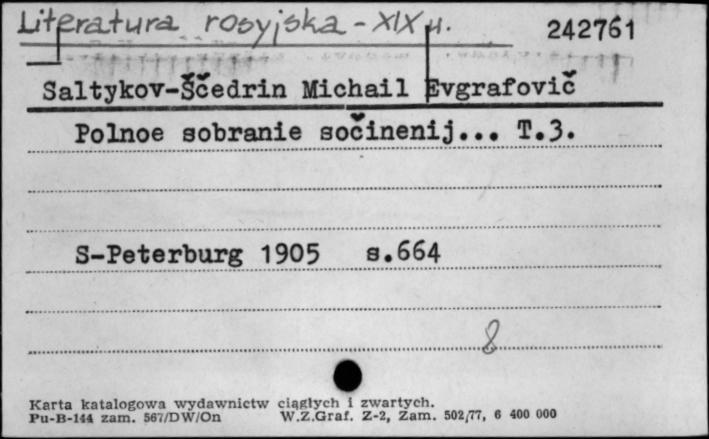 Literatura rosyjska - XIX w. 242761
Saltykov-Ščedrin Michail Evgrafovič
Polnoe sobranie sočinenij... T.3.
S-Peterburg 1905 s.664
8
Karta katalogowa wydawnictw ciągłych i zwartych.
Pu-B-144 zam. 567/DW/On W.Z.Graf. Z-2, Zam. 502/77, 6 400 000